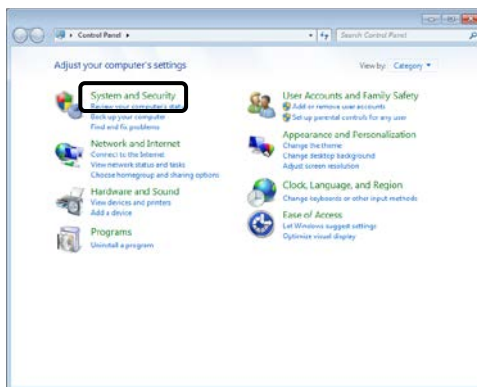 Control Panel
Search Control Panel
Adjust your computer's settings
View by: Category
System and Security
Review your computer's status
Back up your computer
Find and fix problems
Network and Internet
Connect to the Internet
View network status and tasks
Choose homegroup and sharing options
Hardware and Sound
View devices and printers
Add a device
Programs
Uninstall a program
User Accounts and Family Safety
Add or remove user accounts
Set up parental controls for any user
Appearance and Personalization
Change the theme
Change desktop background
Adjust screen resolution
Clock, Language, and Region
Change keyboards or other input methods
Ease of Access
Let Windows suggest settings
Optimize visual display